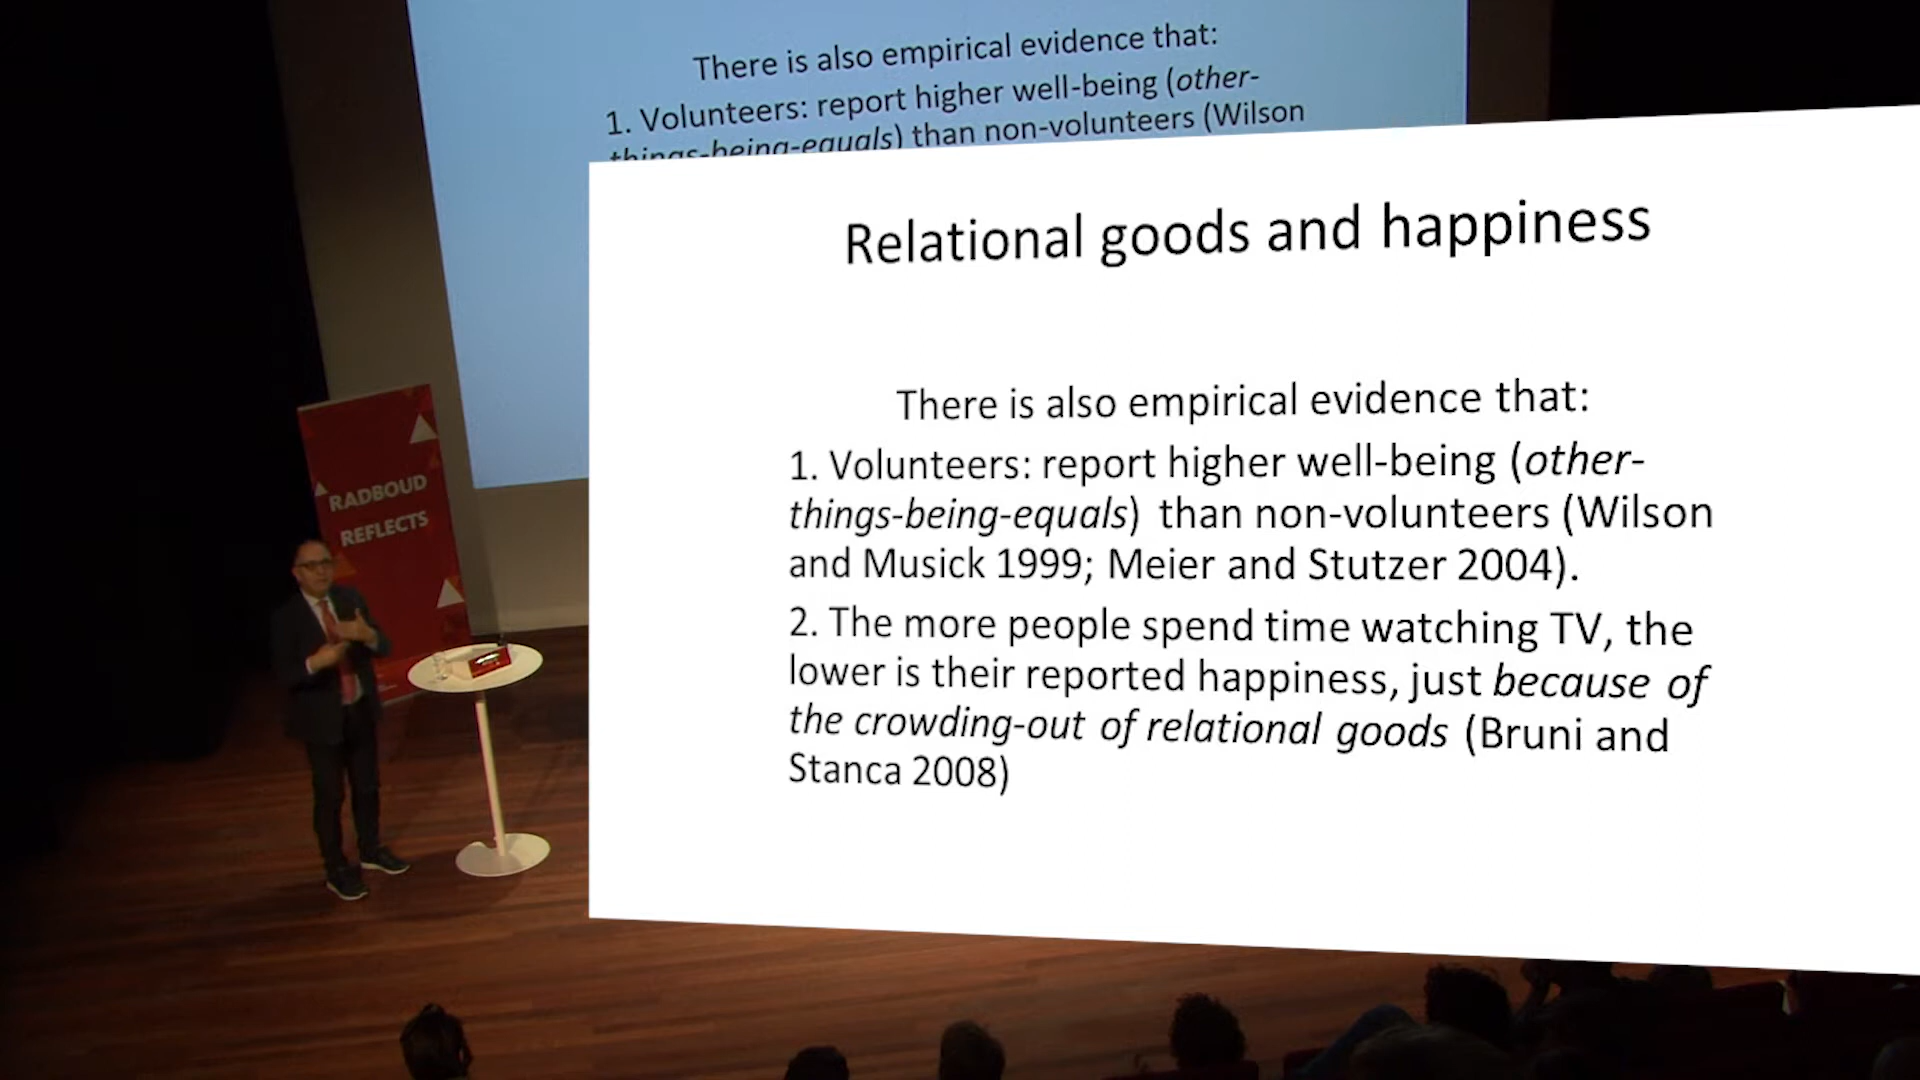 There is also empirical evidence that:
1. Volunteers: report higher well-being (other-
things-being-equals) than non-volunteers (Wilson
RADBOUD
REFLECTS
Relational goods and happiness
There is also empirical evidence that:
1. Volunteers: report higher well-being (other-
things-being-equals) than non-volunteers (Wilson
and Musick 1999; Meier and Stutzer 2004).
2. The more people spend time watching TV, the
lower is their reported happiness, just because of
the crowding-out of relational goods (Bruni and
Stanca 2008)